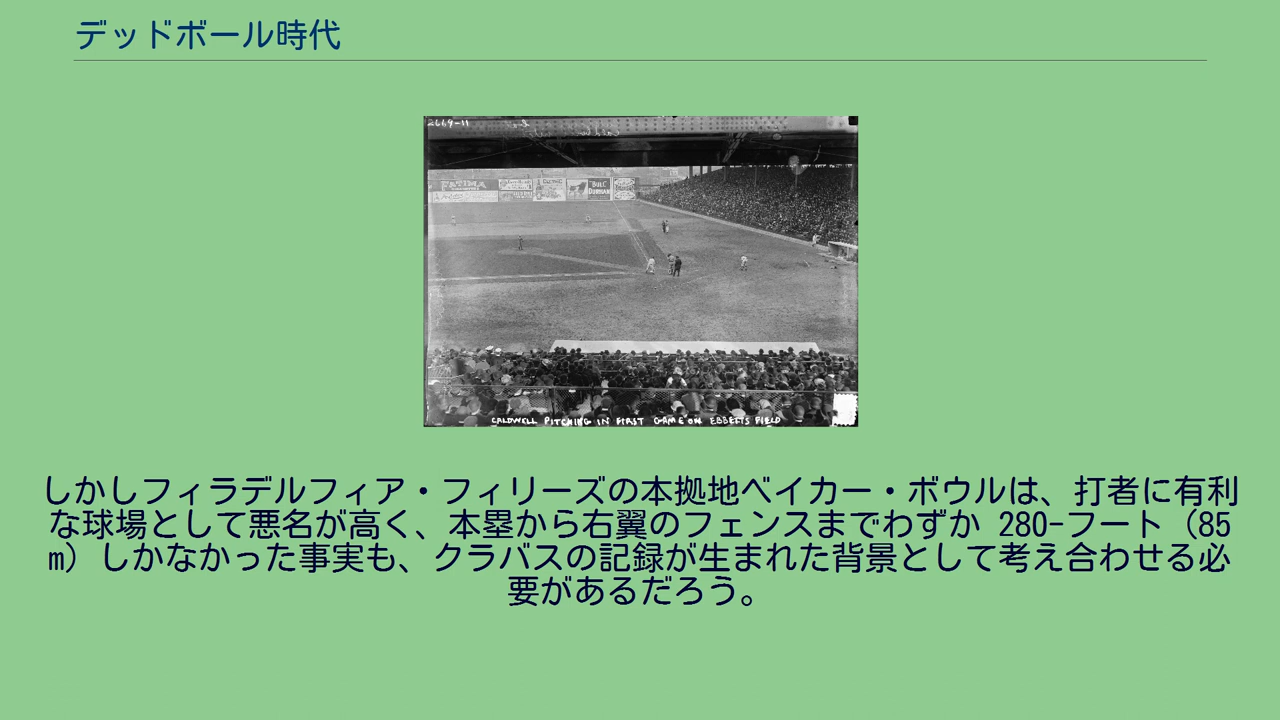 デッドボール時代
2669-11
FATIMA
BULL
DURHAM
CALDWELL PITCHING IN FIRST GAME ON EBBETS FIELD
しかしフィラデルフィア・フィリーズの本拠地ベイカー・ボウルは、打者に有利
な球場として悪名が高く、本塁から右翼のフェンスまでわずか 280-フート（85
m）しかなかった事実も、クラバスの記録が生まれた背景として考え合わせる必
要があるだろう。